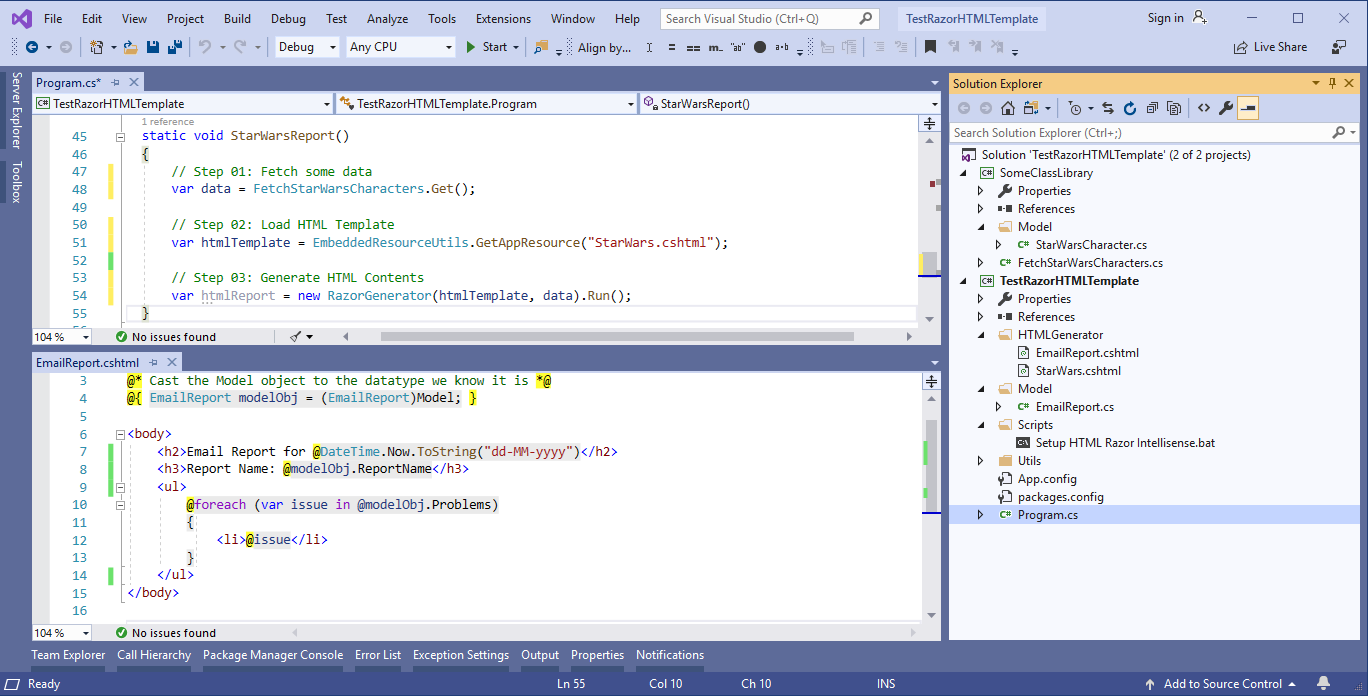 File Edit View Project Build Debug Test Analyze Tools Extensions Window Help Search Visual Studio (Ctrl+Q) TestRazorHTMLTemplate Sign in
Debug Any CPU Start Align by... Live Share
Server Explorer
Toolbox
Program.cs*
TestRazorHTMLTemplate TestRazorHTMLTemplate.Program StarWarsReport()
1 reference
45 static void StarWarsReport()
46 {
47 // Step 01: Fetch some data
48 var data = FetchStarWarsCharacters.Get();
49
50 // Step 02: Load HTML Template
51 var htmlTemplate = EmbeddedResourceUtils.GetAppResource("StarWars.cshtml");
52
53 // Step 03: Generate HTML Contents
54 var htmlReport = new RazorGenerator(htmlTemplate, data).Run();
55 }
104 % No issues found
EmailReport.cshtml
3 @* Cast the Model object to the datatype we know it is *@
4 @{ EmailReport modelObj = (EmailReport)Model; }
5
6 <body>
7 <h2>Email Report for @DateTime.Now.ToString("dd-MM-yyyy")</h2>
8 <h3>Report Name: @modelObj.ReportName</h3>
9 <ul>
10 @foreach (var issue in @modelObj.Problems)
11 {
12 <li>@issue</li>
13 }
14 </ul>
15 </body>
16
104 % No issues found
Solution Explorer
Search Solution Explorer (Ctrl+;)
Solution 'TestRazorHTMLTemplate' (2 of 2 projects)
SomeClassLibrary
Properties
References
Model
StarWarsCharacter.cs
FetchStarWarsCharacters.cs
TestRazorHTMLTemplate
Properties
References
HTMLGenerator
EmailReport.cshtml
StarWars.cshtml
Model
EmailReport.cs
Scripts
Setup HTML Razor Intellisense.bat
Utils
App.config
packages.config
Program.cs
Team Explorer Call Hierarchy Package Manager Console Error List Exception Settings Output Properties Notifications
Ready Ln 55 Col 10 Ch 10 INS Add to Source Control